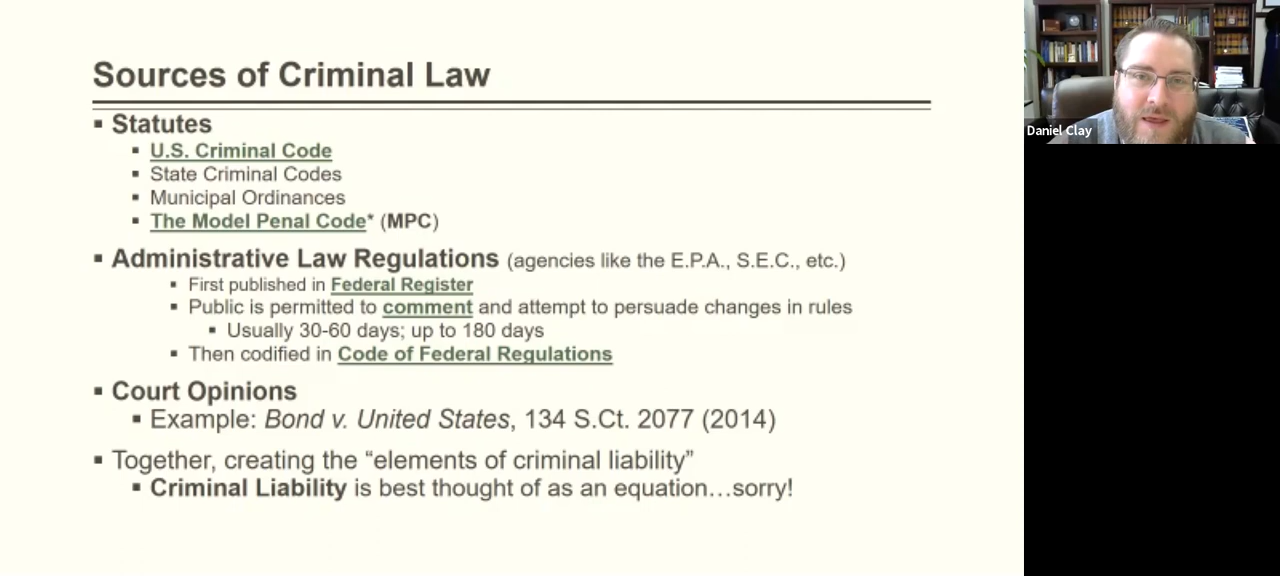 Sources of Criminal Law
▪ Statutes
▪ U.S. Criminal Code
▪ State Criminal Codes
▪ Municipal Ordinances
▪ The Model Penal Code* (MPC)
▪ Administrative Law Regulations (agencies like the E.P.A., S.E.C., etc.)
▪ First published in Federal Register
▪ Public is permitted to comment and attempt to persuade changes in rules
▪ Usually 30-60 days; up to 180 days
▪ Then codified in Code of Federal Regulations
▪ Court Opinions
▪ Example: Bond v. United States, 134 S.Ct. 2077 (2014)
▪ Together, creating the “elements of criminal liability”
▪ Criminal Liability is best thought of as an equation…sorry!
Daniel Clay